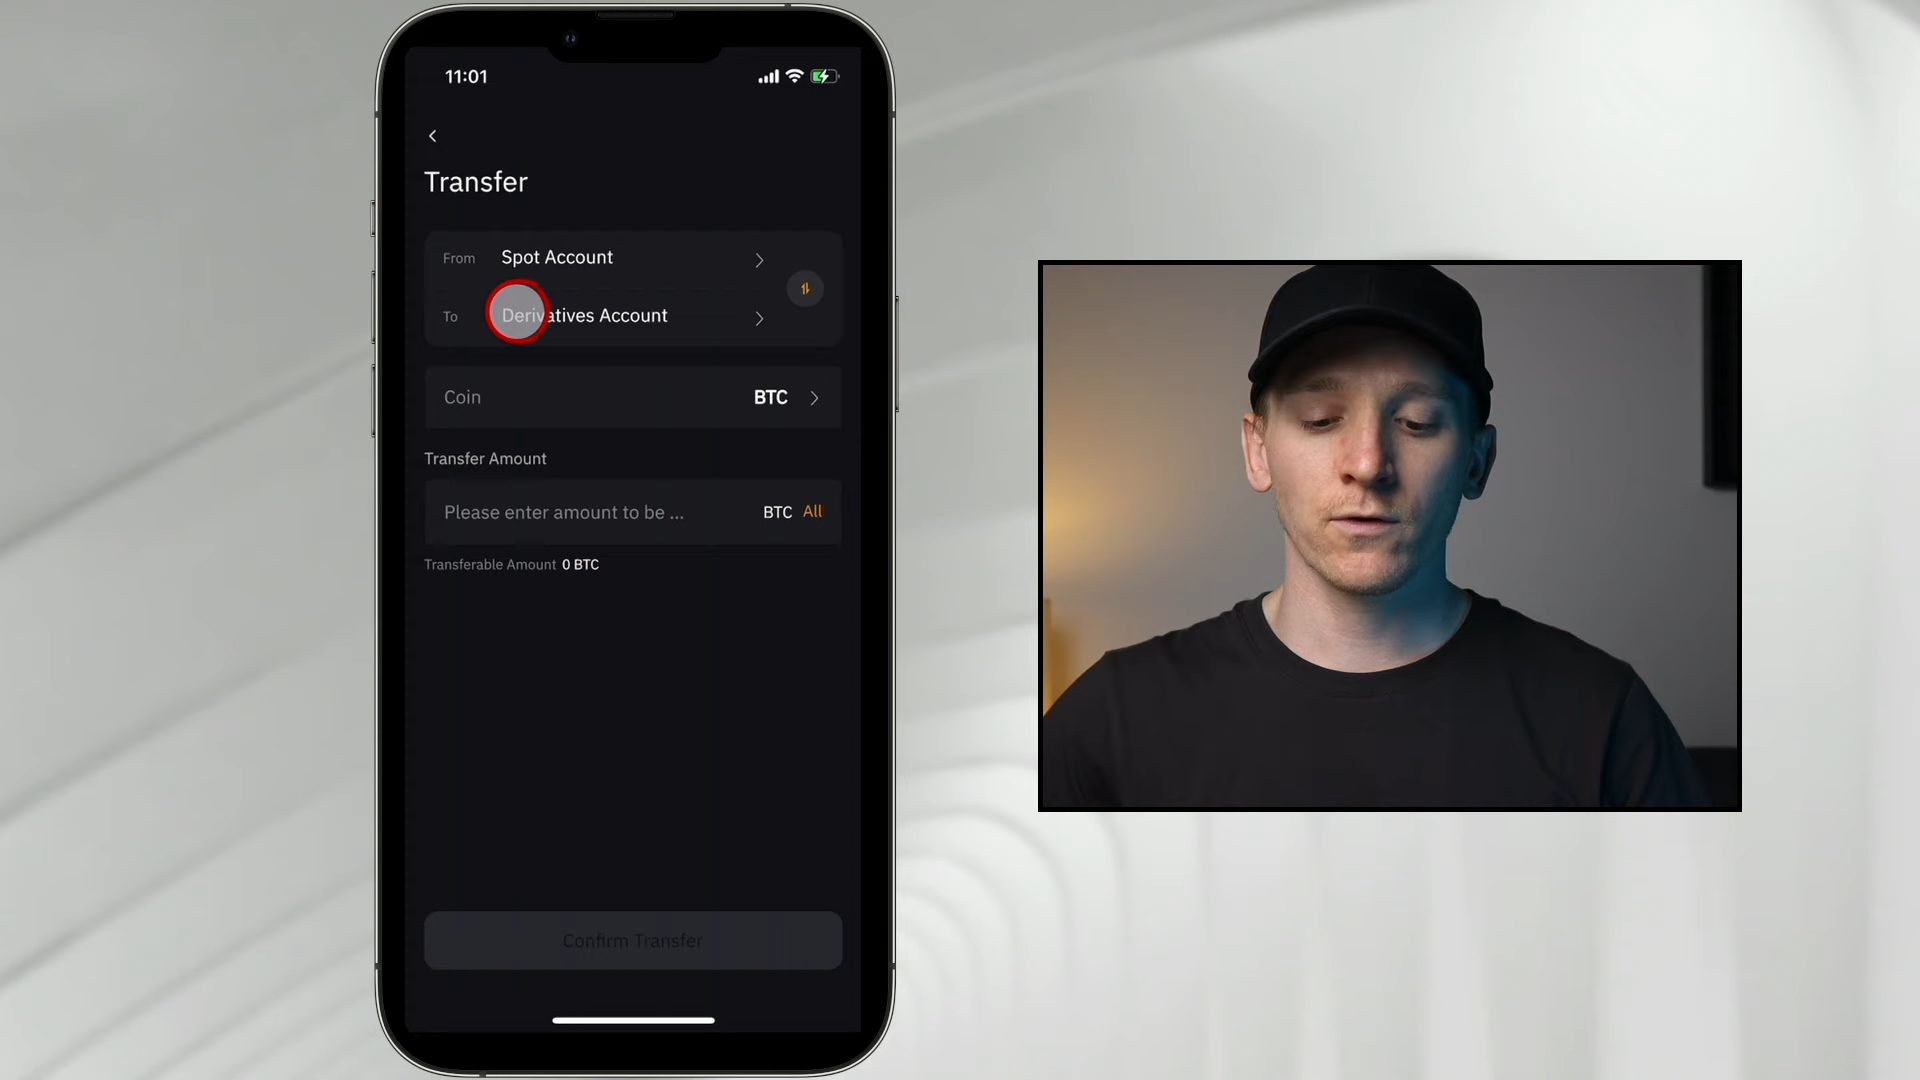 11:01
Transfer
From Spot Account
To Derivatives Account
Coin BTC
Transfer Amount
Please enter amount to be ... BTC All
Transferable Amount 0 BTC
Confirm Transfer